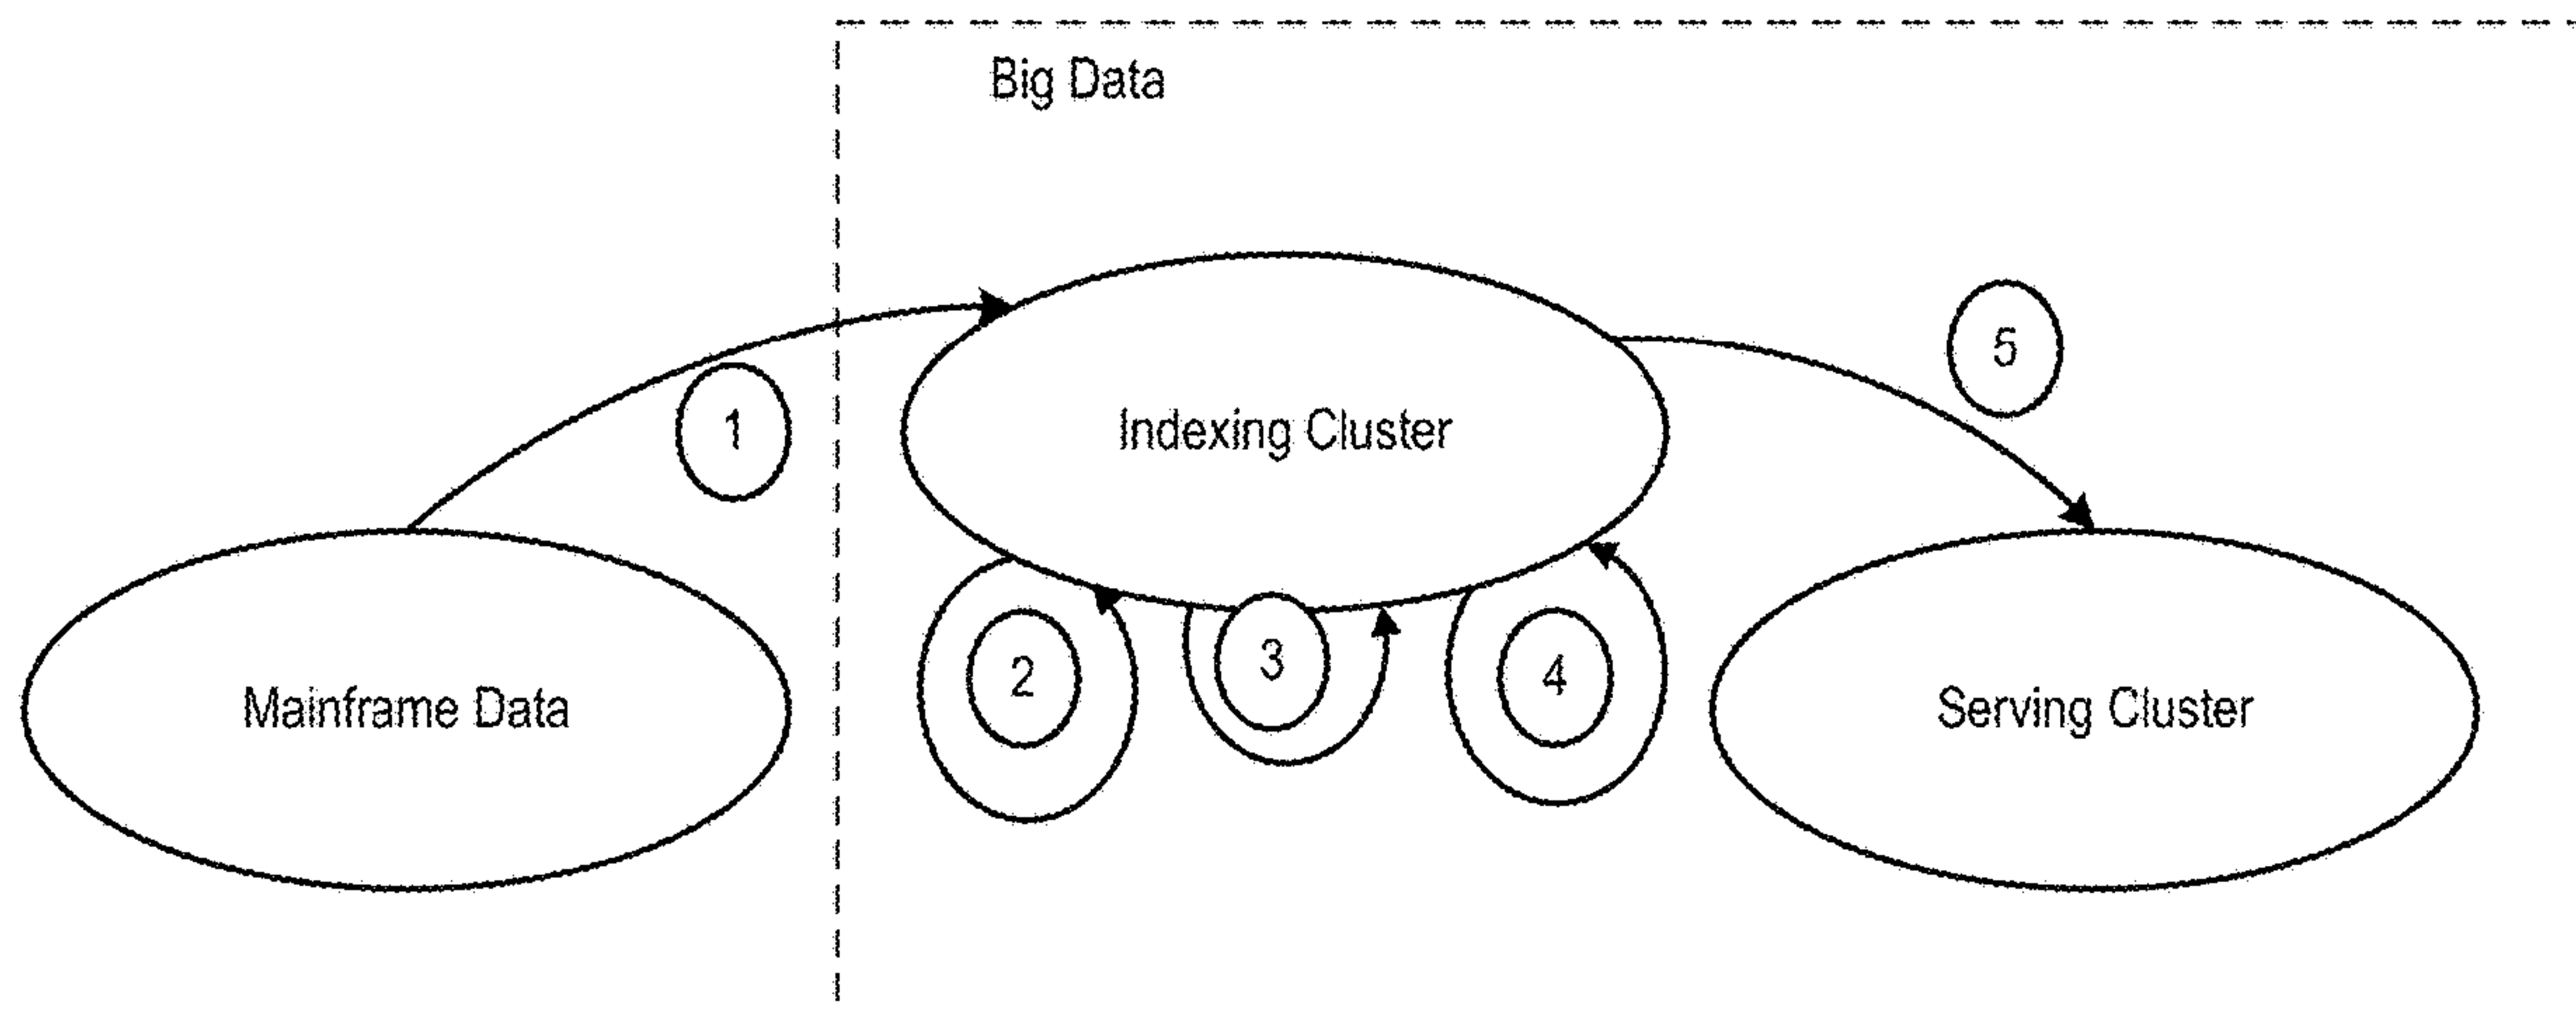 Big Data
1
Indexing Cluster
5
Mainframe Data
2
3
4
Serving Cluster